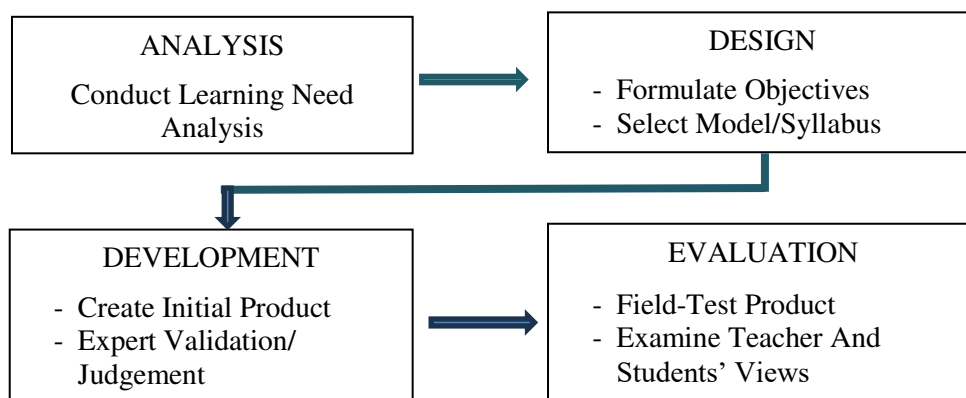 ANALYSIS
Conduct Learning Need
Analysis
DESIGN
- Formulate Objectives
- Select Model/Syllabus
DEVELOPMENT
- Create Initial Product
- Expert Validation/
Judgement
EVALUATION
- Field-Test Product
- Examine Teacher And
Students’ Views